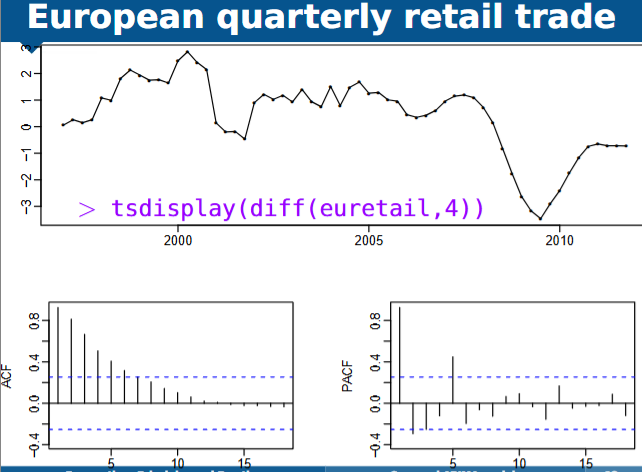 European quarterly retail trade
3
2
1
0
−1
−2
−3
> tsdisplay(diff(euretail,4))
2000 2005 2010
ACF
0.8
0.4
0.0
−0.4
5 10 15
PACF
0.8
0.4
0.0
−0.4
5 10 15